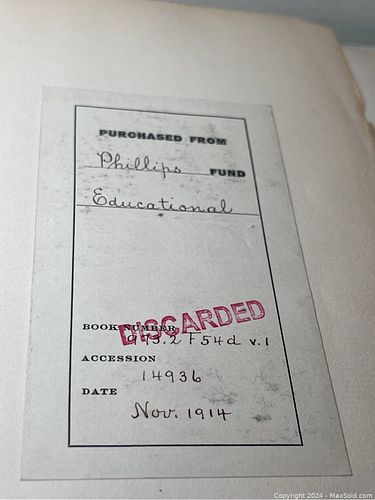 PURCHASED FROM
Phillips FUND
Educational
DISCARDED
BOOK NUMBER
973.2 F54d v.1
ACCESSION
14936
DATE
Nov. 1914
Copyright 2024 - MaxSold.com